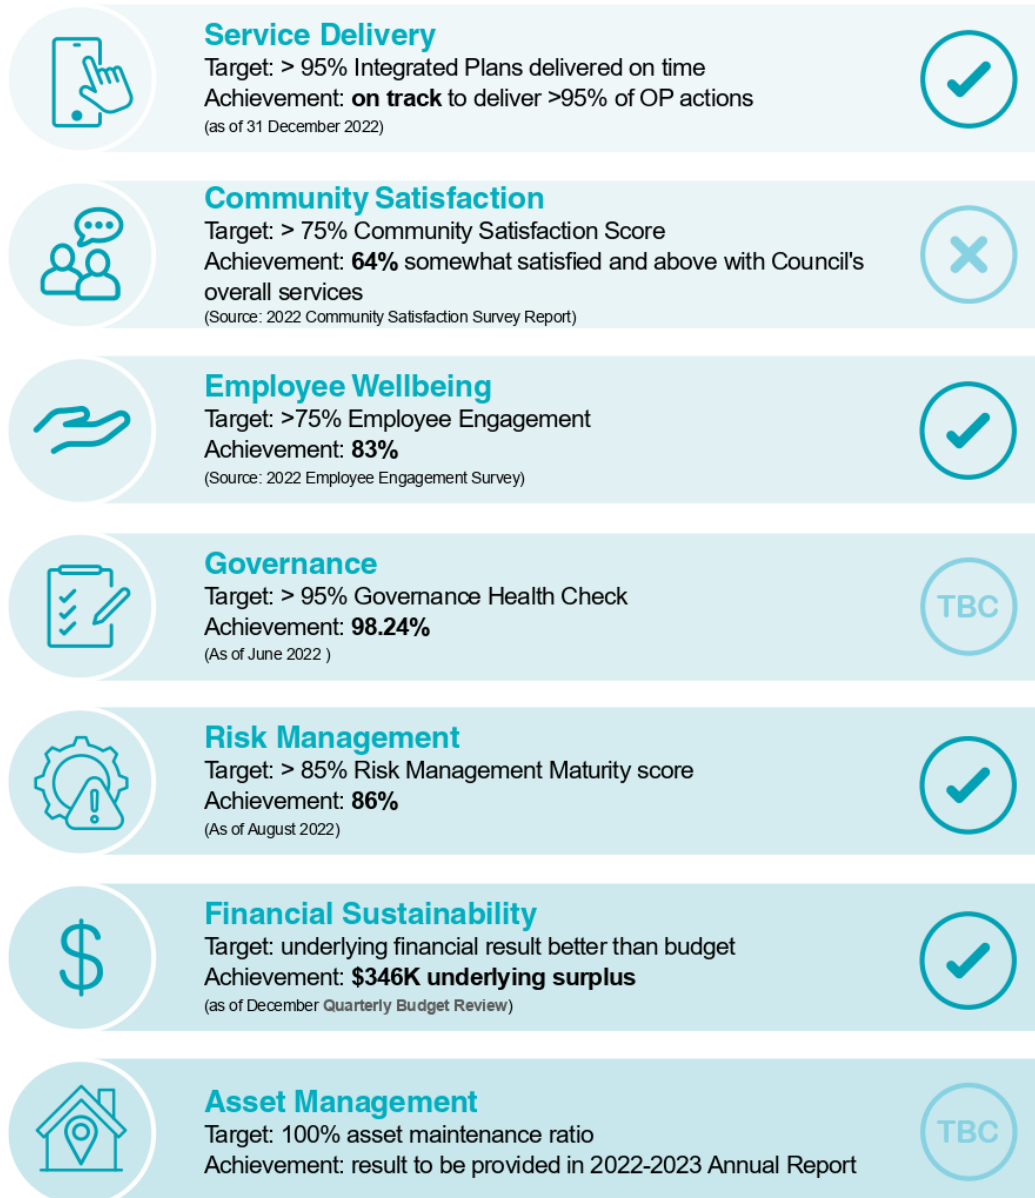 Service Delivery
Target: > 95% Integrated Plans delivered on time
Achievement: on track to deliver >95% of OP actions
(as of 31 December 2022)
Community Satisfaction
Target: > 75% Community Satisfaction Score
Achievement: 64% somewhat satisfied and above with Council's
overall services
(Source: 2022 Community Satisfaction Survey Report)
Employee Wellbeing
Target: >75% Employee Engagement
Achievement: 83%
(Source: 2022 Employee Engagement Survey)
Governance
Target: > 95% Governance Health Check
Achievement: 98.24%
(As of June 2022 )
TBC
Risk Management
Target: > 85% Risk Management Maturity score
Achievement: 86%
(As of August 2022)
Financial Sustainability
Target: underlying financial result better than budget
Achievement: $346K underlying surplus
(as of December Quarterly Budget Review)
Asset Management
Target: 100% asset maintenance ratio
Achievement: result to be provided in 2022-2023 Annual Report
TBC